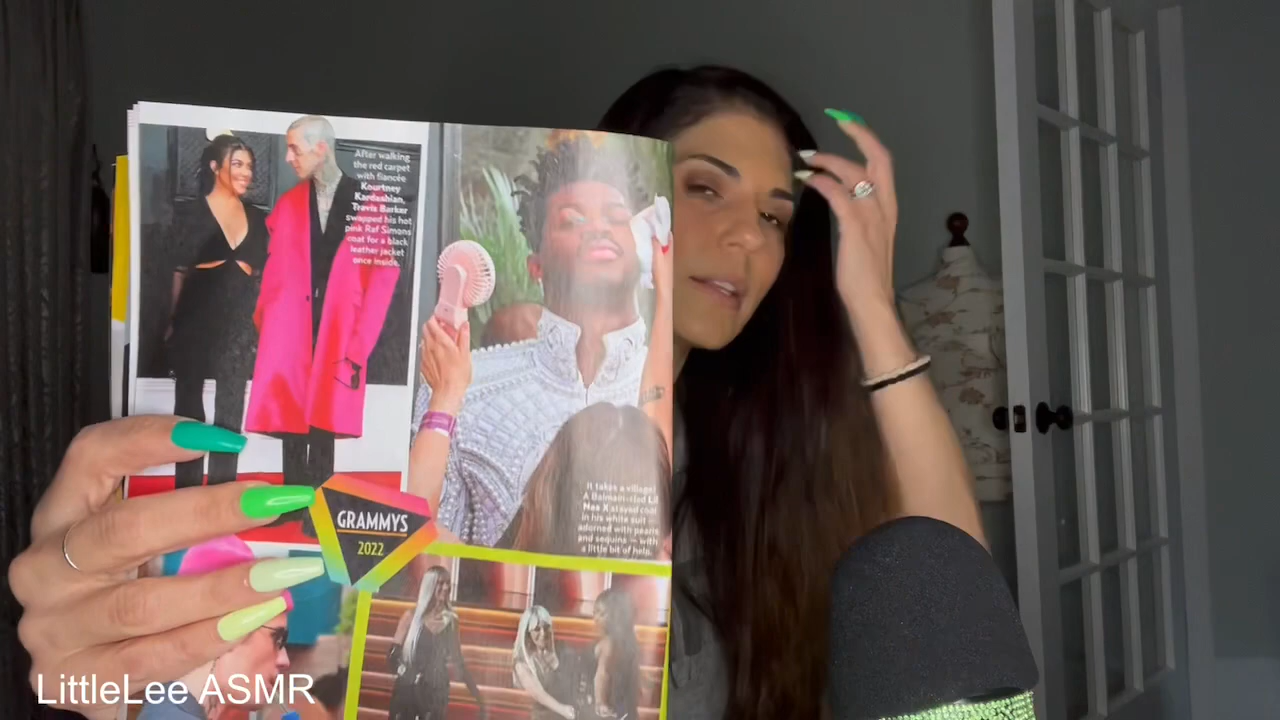 After walking
the red carpet
with fiancée
Kourtney
Kardashian,
Travis Barker
swapped his hot
pink Raf Simons
coat for a black
leather jacket
once inside.
It takes a village!
A Balmain-clad Lil
Nas X stayed cool
in his white suit —
adorned with pearls
and sequins — with
a little bit of help.
GRAMMYS
2022
LittleLee ASMR